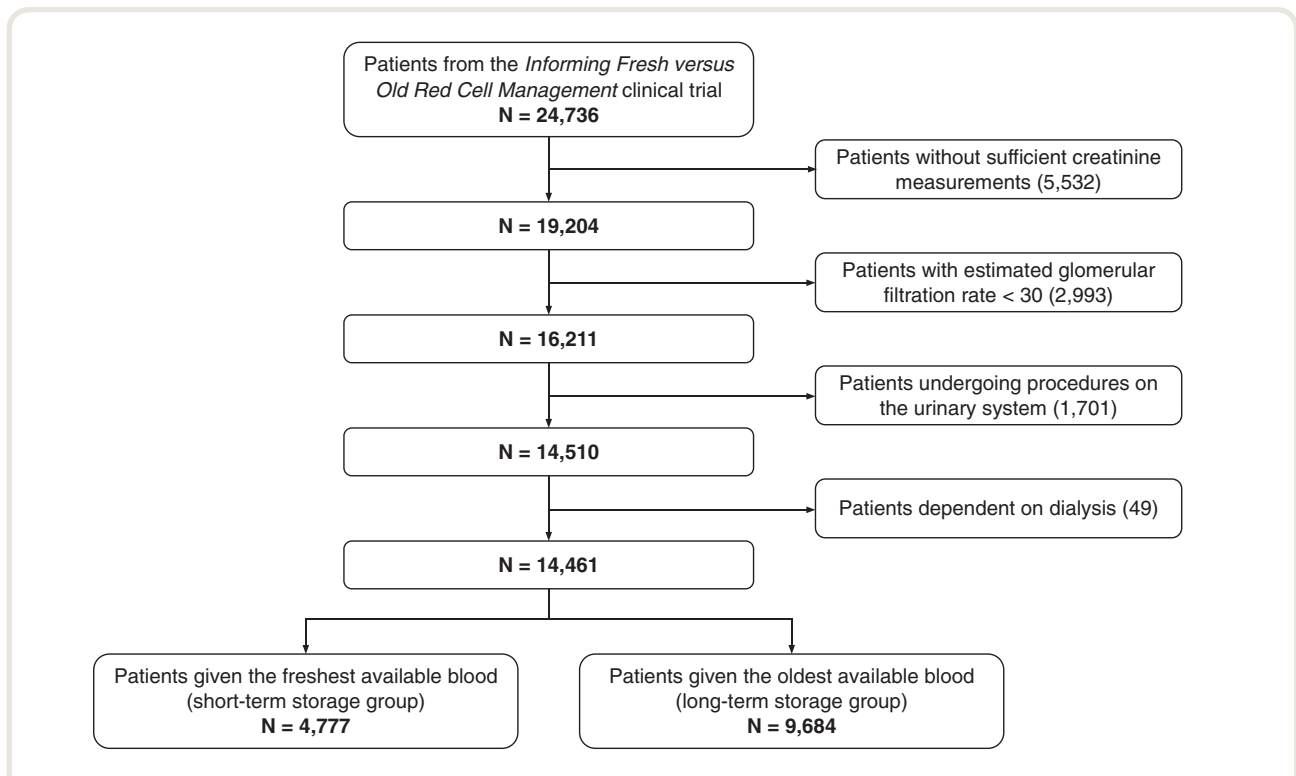 Patients from the Informing Fresh versus
Old Red Cell Management clinical trial
N = 24,736
Patients without sufficient creatinine
measurements (5,532)
N = 19,204
Patients with estimated glomerular
filtration rate < 30 (2,993)
N = 16,211
Patients undergoing procedures on
the urinary system (1,701)
N = 14,510
Patients dependent on dialysis (49)
N = 14,461
Patients given the freshest available blood
(short-term storage group)
N = 4,777
Patients given the oldest available blood
(long-term storage group)
N = 9,684